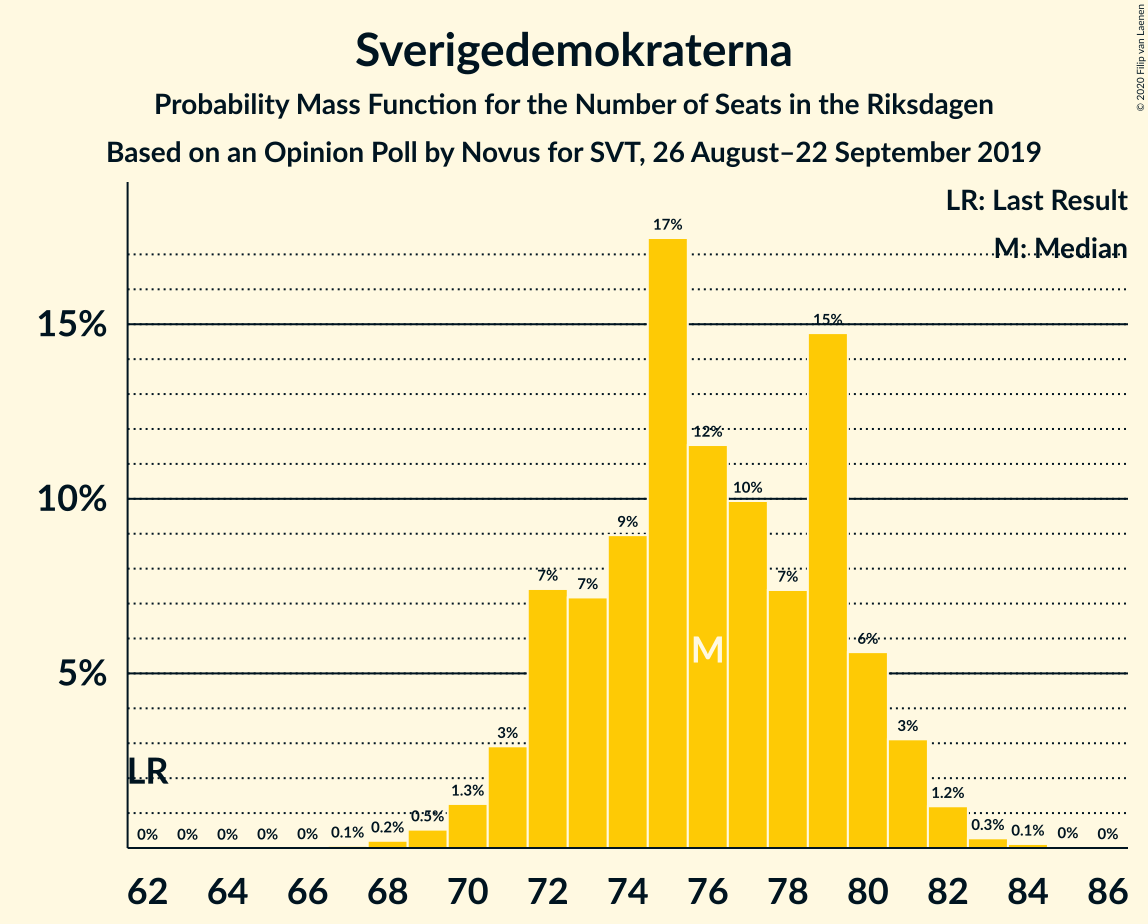 Sverigedemokraterna
Probability Mass Function for the Number of Seats in the Riksdagen
Based on an Opinion Poll by Novus for SVT, 26 August–22 September 2019
© 2020 Filip van Laenen
LR: Last Result
M: Median
17%
15%
15%
12%
10%
10%
9%
7%
7%
7%
6%
M
5%
3%
3%
LR
1.3%
1.2%
0.5%
0.3%
0% 0% 0% 0% 0% 0.1% 0.2% 0.1% 0% 0%
62 64 66 68 70 72 74 76 78 80 82 84 86